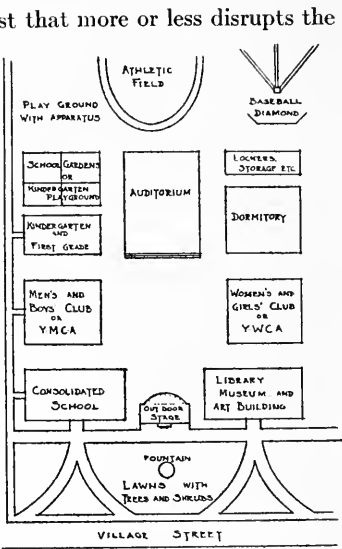 st that more or less disrupts the
ATHLETIC
FIELD
PLAY GROUND
WITH APPARATUS
BASEBALL
DIAMOND
SCHOOL GARDENS
OR
KINDERGARTEN
PLAYGROUND
AUDITORIUM
LOCKERS,
STORAGE ETC
DORMITORY
KINDERGARTEN
AND
FIRST GRADE
MEN'S AND
BOYS CLUB
OR
YMCA
WOMEN'S AND
GIRLS' CLUB
OR
YWCA
CONSOLIDATED
SCHOOL
OUTDOOR
STAGE
LIBRARY
MUSEUM AND
ART BUILDING
FOUNTAIN
LAWNS WITH
TREES AND SHRUBS
VILLAGE STREET